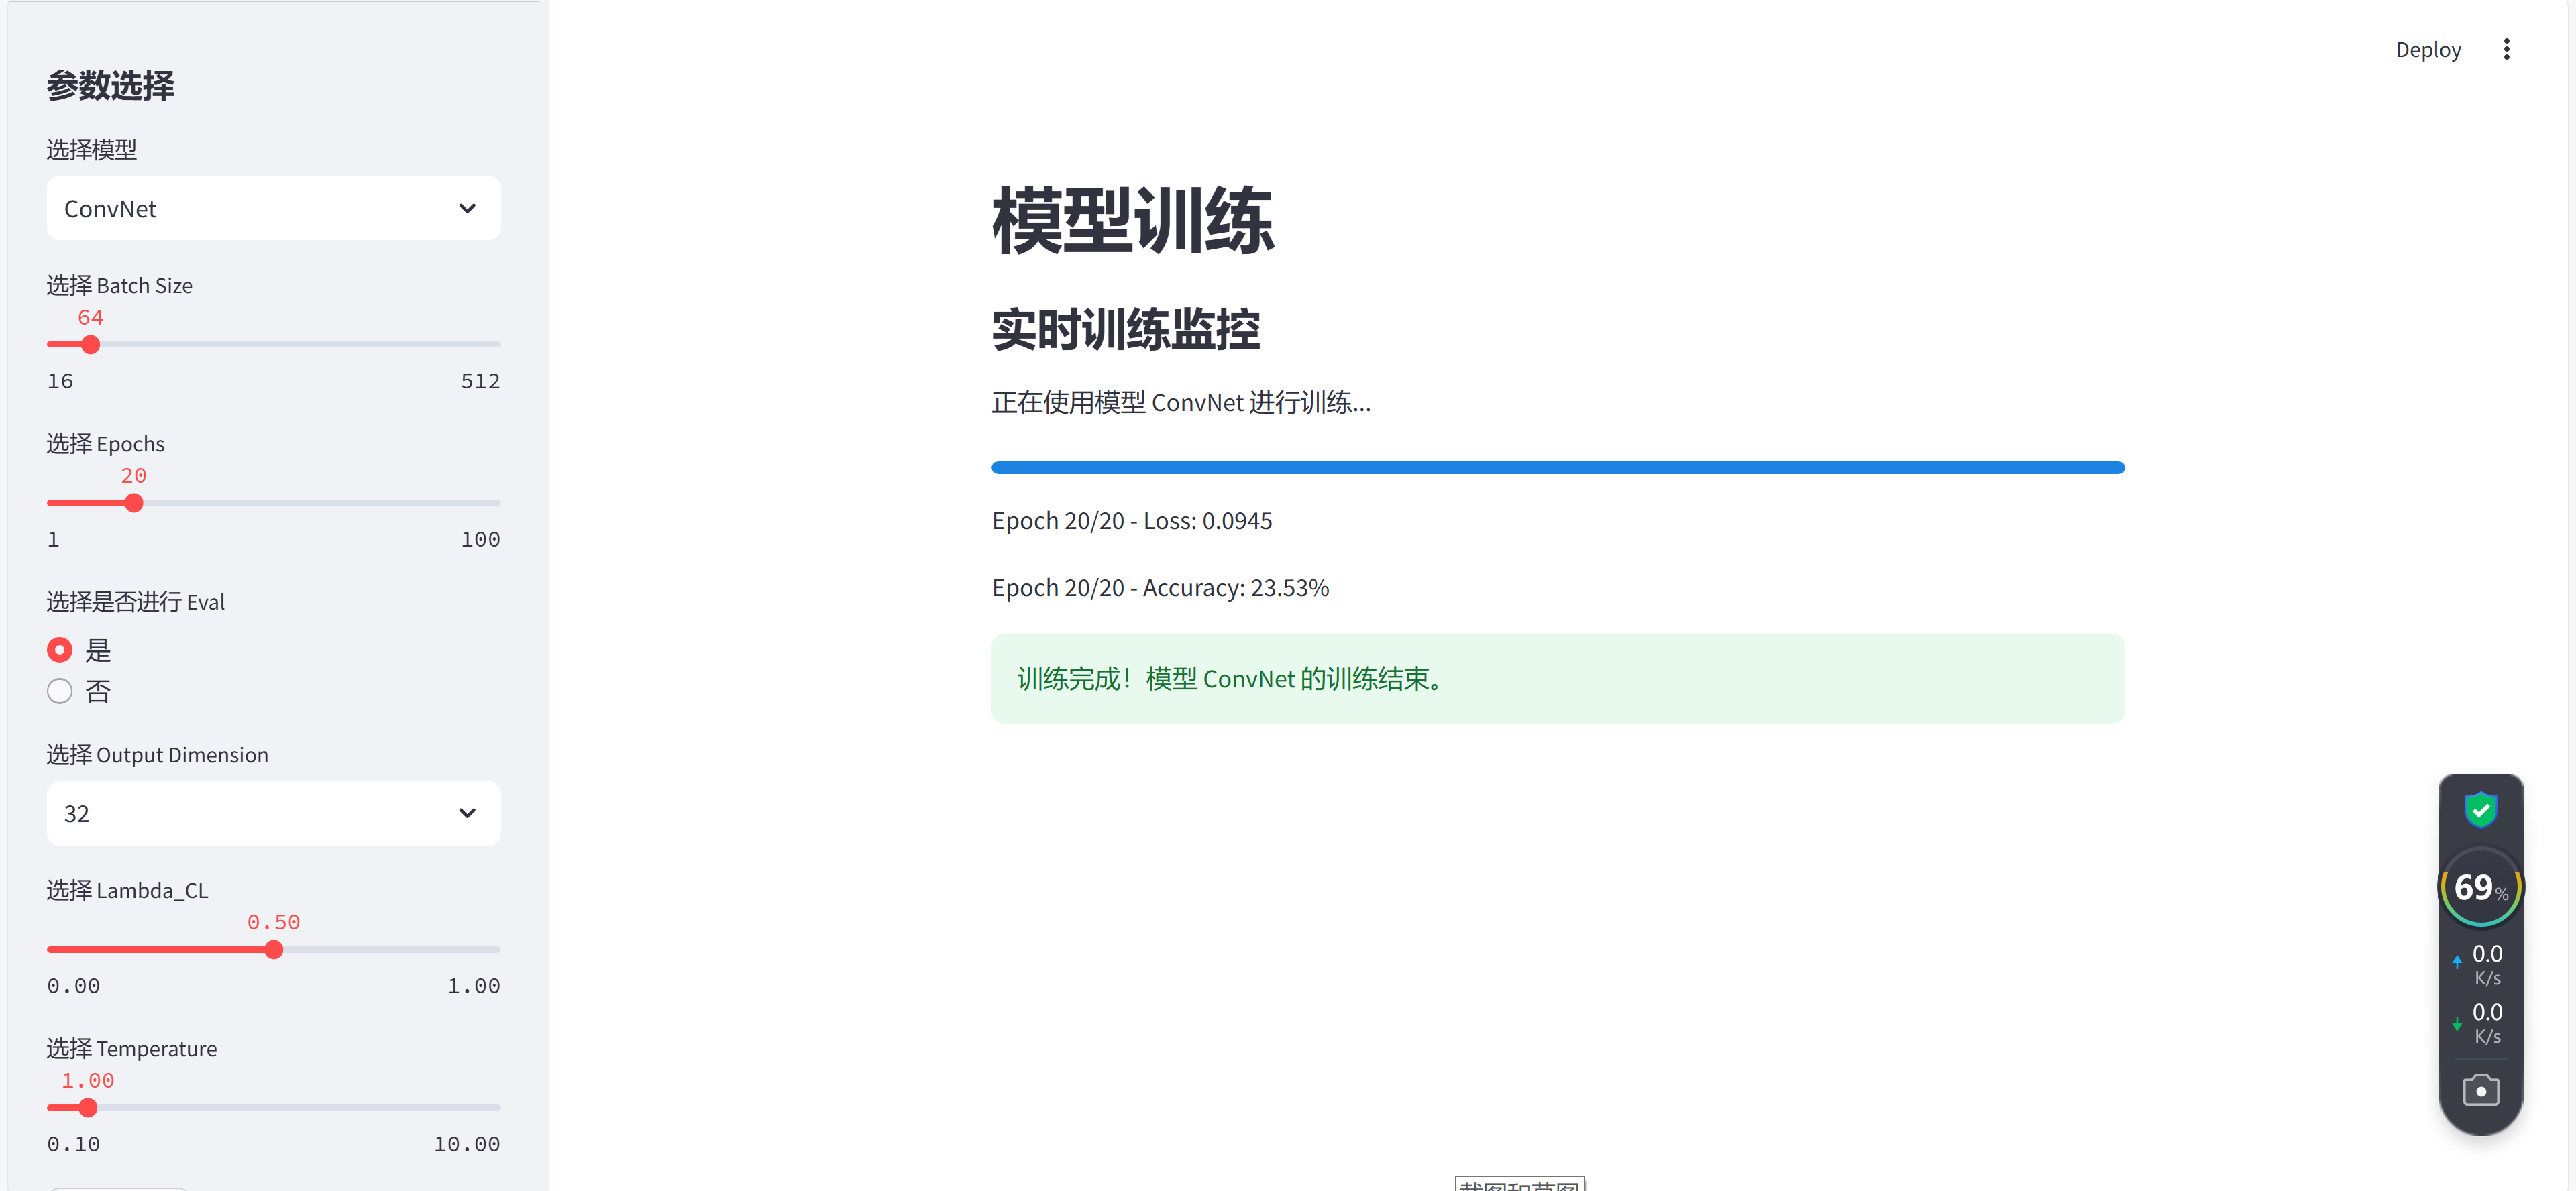 参数选择
选择模型
ConvNet
选择 Batch Size
64
16 512
选择 Epochs
20
1 100
选择是否进行 Eval
是
否
选择 Output Dimension
32
选择 Lambda_CL
0.50
0.00 1.00
选择 Temperature
1.00
0.10 10.00
Deploy
模型训练
实时训练监控
正在使用模型 ConvNet 进行训练...
Epoch 20/20 - Loss: 0.0945
Epoch 20/20 - Accuracy: 23.53%
训练完成！模型 ConvNet 的训练结束。
69%
0.0
K/s
0.0
K/s
截图和草图